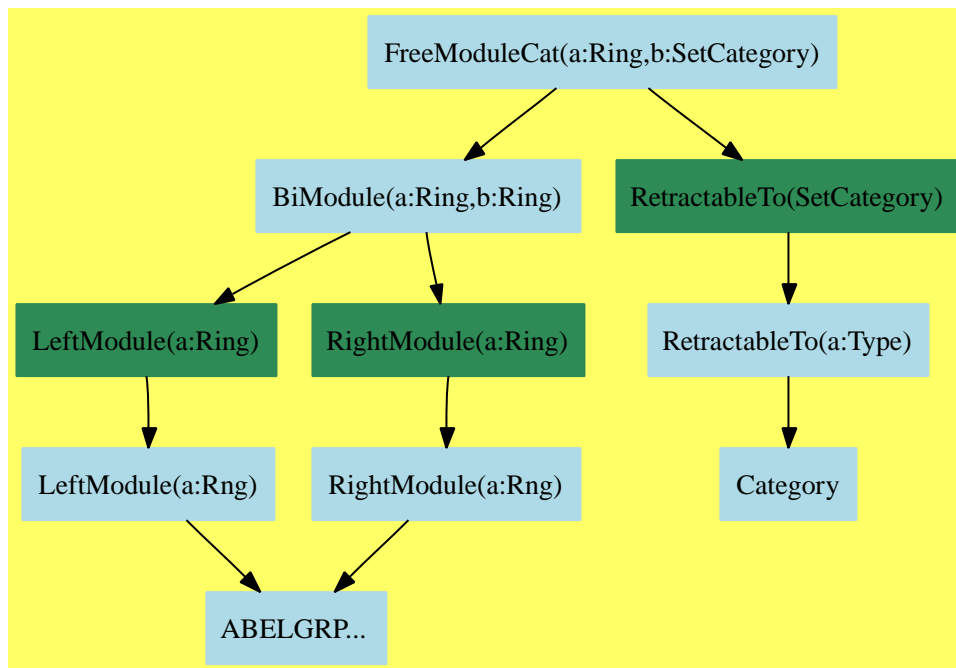 FreeModuleCat(a:Ring,b:SetCategory)
BiModule(a:Ring,b:Ring)
RetractableTo(SetCategory)
LeftModule(a:Ring)
RightModule(a:Ring)
RetractableTo(a:Type)
LeftModule(a:Rng)
RightModule(a:Rng)
Category
ABELGRP...